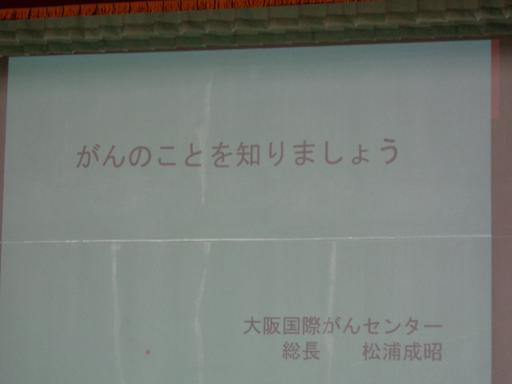 がんのことを知りましょう
大阪国際がんセンター
総長　　松浦成昭